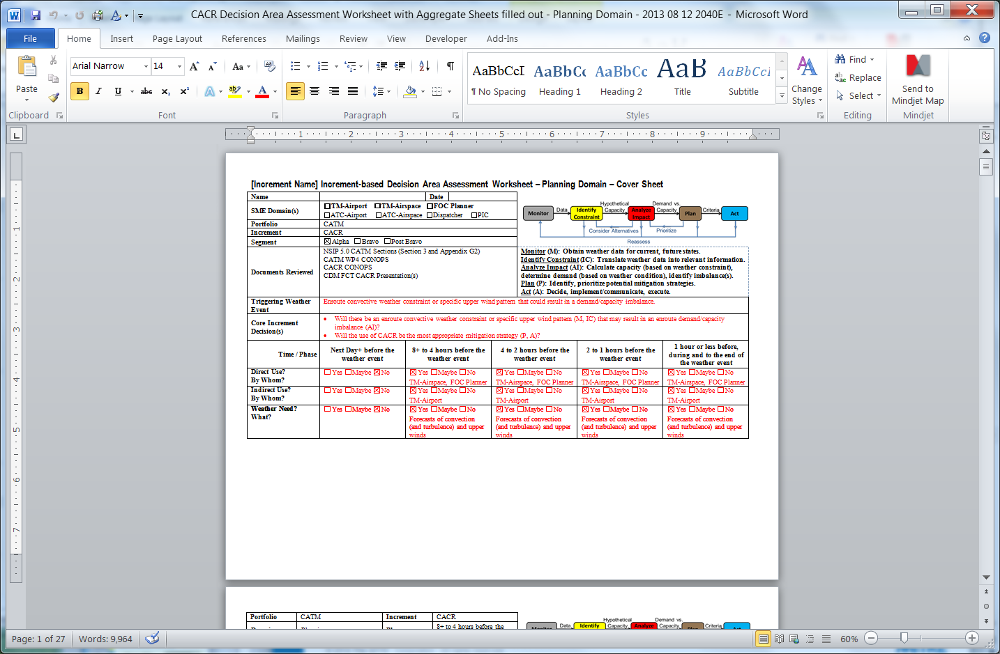 CACR Decision Area Assessment Worksheet with Aggregate Sheets filled out - Planning Domain - 2013 08 12 2040E - Microsoft Word
File Home Insert Page Layout References Mailings Review View Developer Add-Ins
Paste
Clipboard
Arial Narrow 14
Font
Paragraph
AaBbCcI AaBbCc AaBbCc AaB AaBbCcI
¶ No Spacing Heading 1 Heading 2 Title Subtitle
Styles
Change Styles
Find
Replace
Select
Editing
Send to Mindjet Map
Mindjet
1 2 3 4 5 6 7 8 9
[Increment Name] Increment-based Decision Area Assessment Worksheet – Planning Domain – Cover Sheet
Name Date
SME Domain(s) ☐TM-Airport ☐TM-Airspace ☐FOC Planner
☐ATC-Airport ☐ATC-Airspace ☐Dispatcher ☐PIC
Portfolio CATM
Increment CACR
Segment ☒Alpha ☐Bravo ☐Post Bravo
Documents Reviewed
NSIP 5.0 CATM Sections (Section 3 and Appendix G2)
CATM WP4 CONOPS
CACR CONOPS
CDM FCT CACR Presentation(s)
Monitor Data Identify Constraint Hypothetical Capacity Analyze Impact Demand vs. Capacity Plan Criteria Act
Consider Alternatives Prioritize
Reassess
Monitor (M): Obtain weather data for current, future states.
Identify Constraint (IC): Translate weather data into relevant information.
Analyze Impact (AI): Calculate capacity (based on weather constraint),
determine demand (based on weather condition), identify imbalance(s).
Plan (P): Identify, prioritize potential mitigation strategies.
Act (A): Decide, implement/communicate, execute.
Triggering Weather Event Enroute convective weather constraint or specific upper wind pattern that could result in a demand/capacity imbalance.
Core Increment Decision(s)
• Will there be an enroute convective weather constraint or specific upper wind pattern (M, IC) that may result in an enroute demand/capacity
imbalance (AI)?
• Will the use of CACR be the most appropriate mitigation strategy (P, A)?
Time / Phase
Next Day+ before the weather event
8+ to 4 hours before the weather event
4 to 2 hours before the weather event
2 to 1 hours before the weather event
1 hour or less before, during and to the end of the weather event
Direct Use? ☐Yes ☐Maybe ☒No ☒Yes ☐Maybe ☐No ☒Yes ☐Maybe ☐No ☒Yes ☐Maybe ☐No ☒Yes ☐Maybe ☐No
By Whom? TM-Airspace, FOC Planner TM-Airspace, FOC Planner TM-Airspace, FOC Planner TM-Airspace, FOC Planner
Indirect Use? ☐Yes ☐Maybe ☒No ☒Yes ☐Maybe ☐No ☒Yes ☐Maybe ☐No ☒Yes ☐Maybe ☐No ☒Yes ☐Maybe ☐No
By Whom? TM-Airport TM-Airport TM-Airport TM-Airport
Weather Need? ☐Yes ☐Maybe ☒No ☒Yes ☐Maybe ☐No ☒Yes ☐Maybe ☐No ☒Yes ☐Maybe ☐No ☒Yes ☐Maybe ☐No
What? Forecasts of convection Forecasts of convection Forecasts of convection Forecasts of convection
(and turbulence) and upper (and turbulence) and upper (and turbulence) and upper (and turbulence) and upper
winds winds winds winds
1 2 3 4 5 6 7
Portfolio CATM Increment CACR
8+ to 4 hours before the
Data Hypothetical Capacity Demand vs. Capacity Criteria
Page: 1 of 27 Words: 9,964 60%